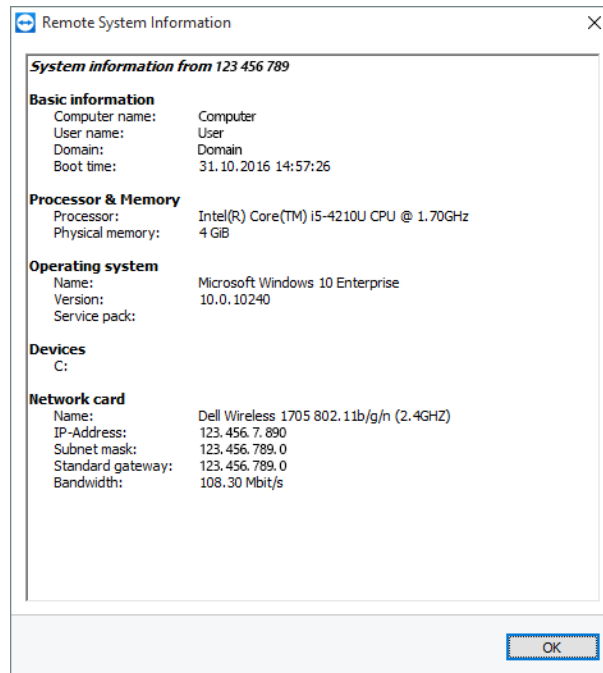 Remote System Information
System information from 123 456 789
Basic information
Computer name: Computer
User name: User
Domain: Domain
Boot time: 31.10.2016 14:57:26
Processor & Memory
Processor: Intel(R) Core(TM) i5-4210U CPU @ 1.70GHz
Physical memory: 4 GiB
Operating system
Name: Microsoft Windows 10 Enterprise
Version: 10.0.10240
Service pack:
Devices
C:
Network card
Name: Dell Wireless 1705 802.11b/g/n (2.4GHZ)
IP-Address: 123.456.7.890
Subnet mask: 123.456.789.0
Standard gateway: 123.456.789.0
Bandwidth: 108.30 Mbit/s
OK